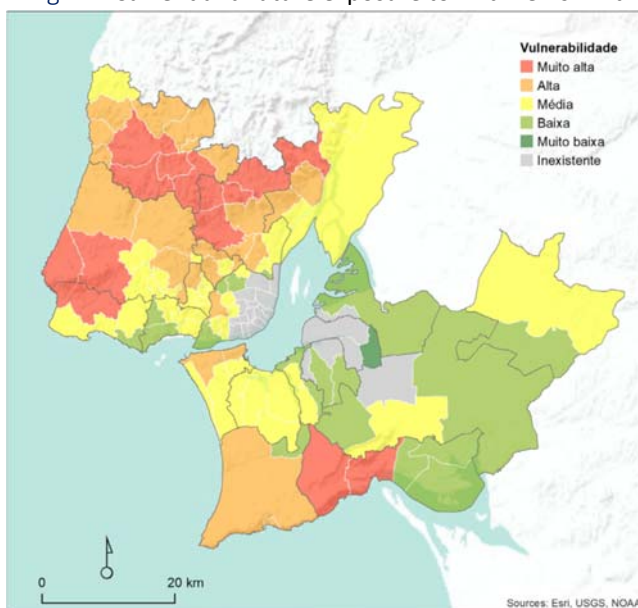 Vulnerabilidade
Muito alta
Alta
Média
Baixa
Muito baixa
Inexistente
0 20 km
Sources: Esri, USGS, NOAA